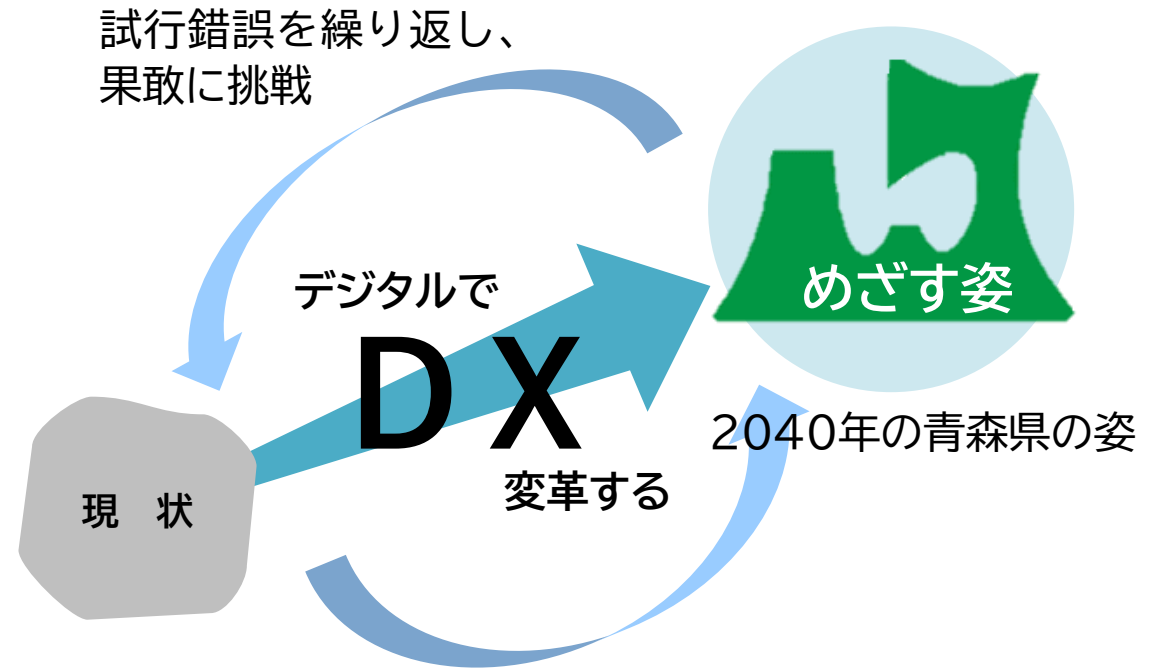 試行錯誤を繰り返し、
果敢に挑戦
デジタルで
DX
変革する
めざす姿
2040年の青森県の姿
現　状